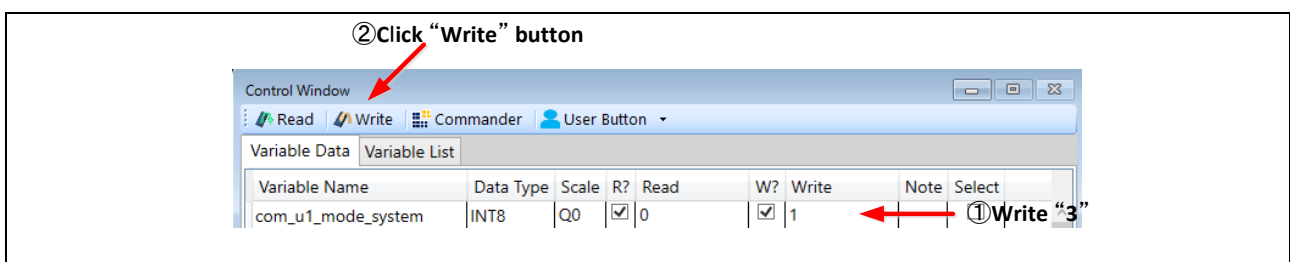 ②Click “Write” button
Control Window
Read Write Commander User Button
Variable Data Variable List
Variable Name Data Type Scale R? Read W? Write Note Select
com_u1_mode_system INT8 Q0 0 1 ①Write “3”